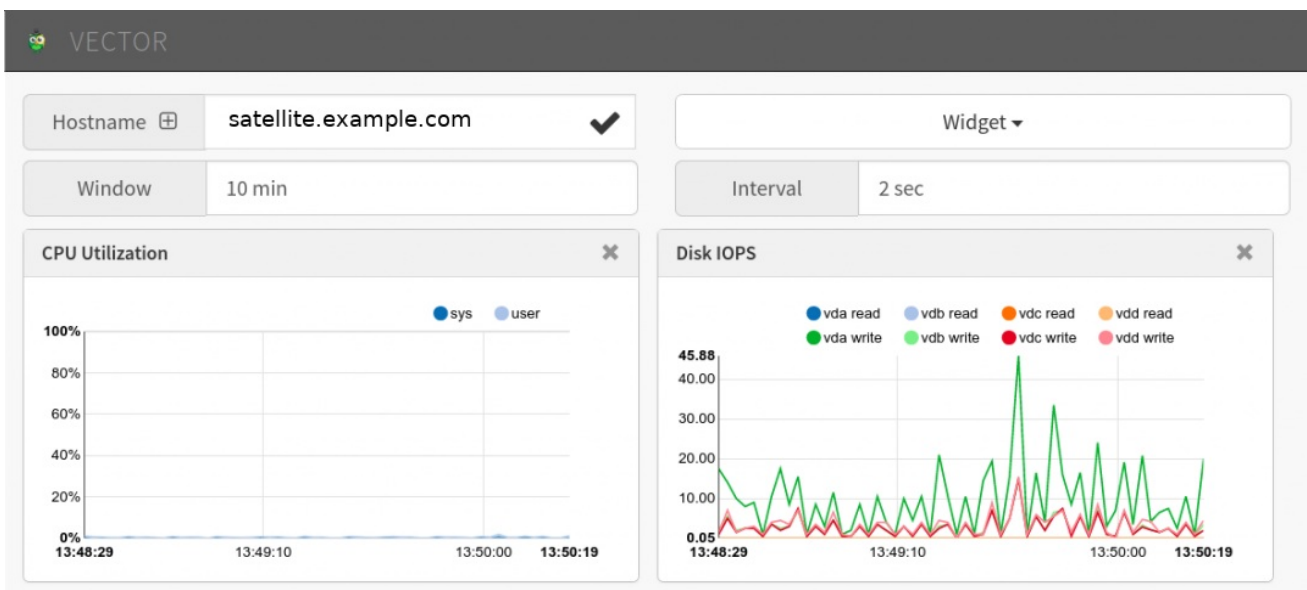 VECTOR
Hostname satellite.example.com
Widget
Window 10 min
Interval 2 sec
CPU Utilization
sys user
100%
80%
60%
40%
20%
0%
13:48:29 13:49:10 13:50:00 13:50:19
Disk IOPS
vda read vdb read vdc read vdd read
vda write vdb write vdc write vdd write
45.88
40.00
30.00
20.00
10.00
0.05
13:48:29 13:49:10 13:50:00 13:50:19